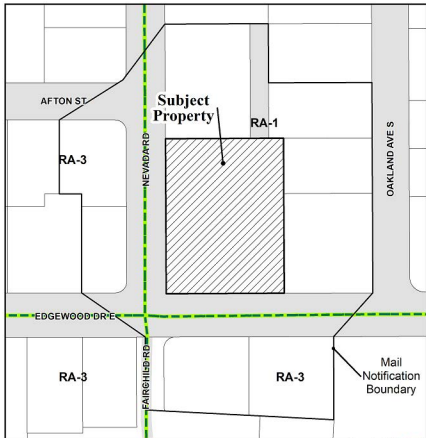 AFTON ST
Subject
Property
RA-1
RA-3
NEVADA RD
OAKLAND AVE S
EDGEWOOD DR E
RA-3
FAIRCHILD RD
RA-3
Mail
Notification
Boundary